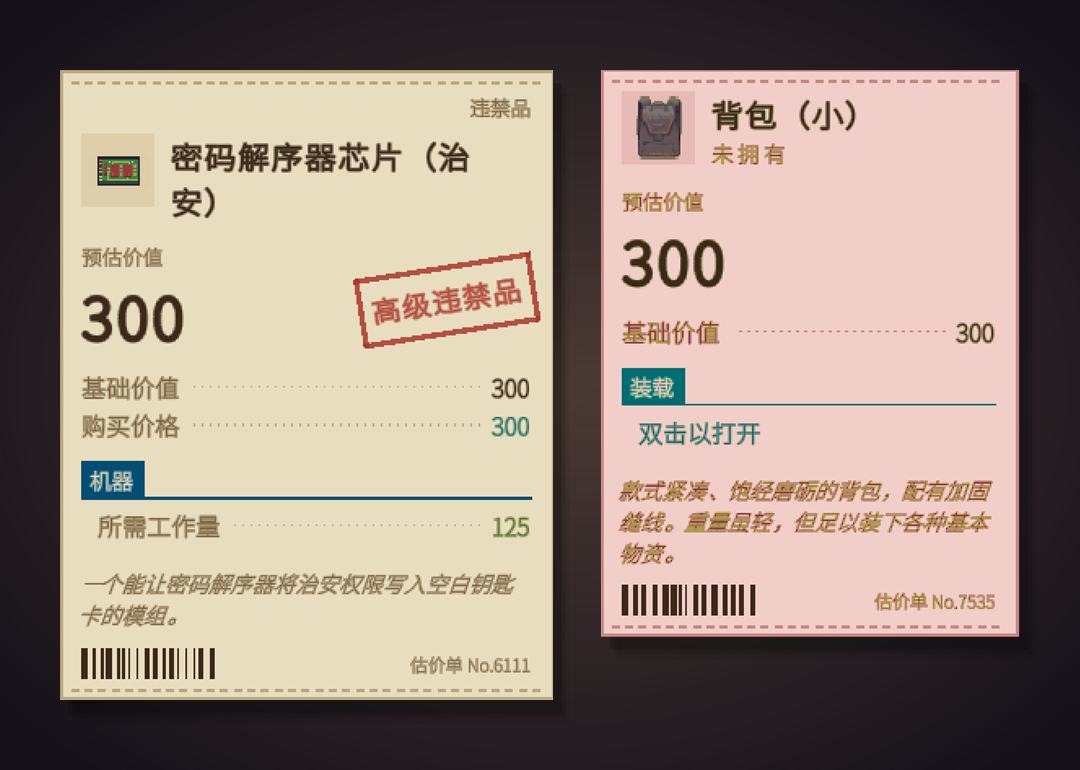 违禁品
密码解序器芯片（治
安）
预估价值
300
高级违禁品
基础价值 300
购买价格 300
机器
所需工作量 125
一个能让密码解序器将治安权限写入空白钥匙
卡的模组。
估价单 No.6111
背包（小）
未拥有
预估价值
300
基础价值 300
装载
双击以打开
款式紧凑、饱经磨砺的背包，配有加固
缝线。重量虽轻，但足以装下各种基本
物资。
估价单 No.7535